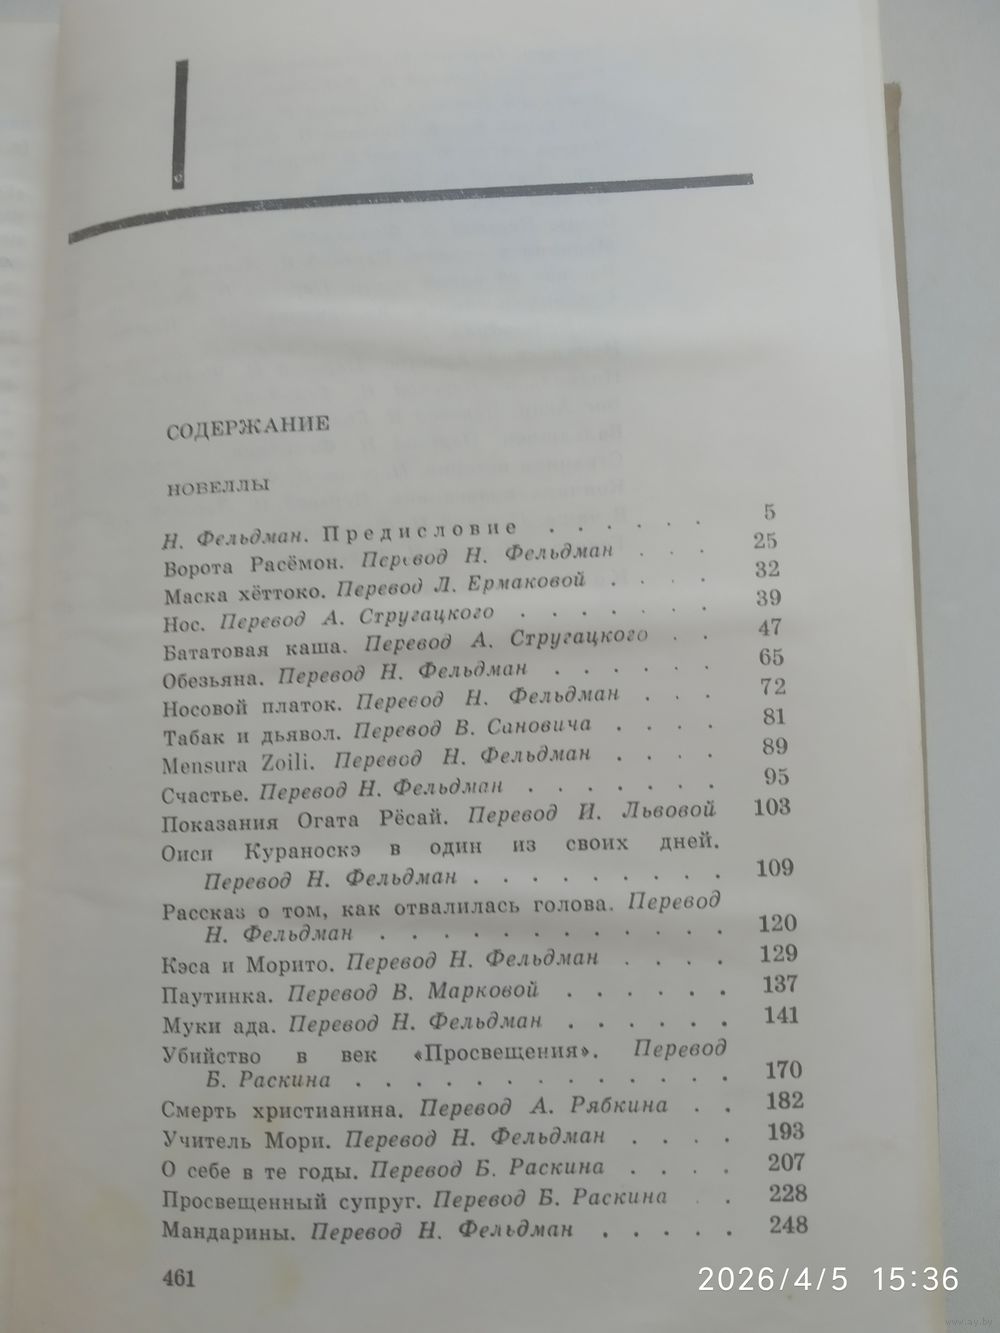 СОДЕРЖАНИЕ
НОВЕЛЛЫ
Н. Фельдман. Предисловие . . . . . . 5
Ворота Расёмон. Перевод Н. Фельдман . . . 25
Маска хёттоко. Перевод Л. Ермаковой . . . . 32
Нос. Перевод А. Стругацкого . . . . . . . 39
Бататовая каша. Перевод А. Стругацкого . . 47
Обезьяна. Перевод Н. Фельдман . . . . . . 65
Носовой платок. Перевод Н. Фельдман . . . 72
Табак и дьявол. Перевод В. Сановича . . . . 81
Mensura Zoili. Перевод Н. Фельдман . . . . 89
Счастье. Перевод Н. Фельдман . . . . . . . 95
Показания Огата Рёсай. Перевод И. Львовой 103
Оиси Кураноскэ в один из своих дней.
Перевод Н. Фельдман . . . . . . . . . 109
Рассказ о том, как отвалилась голова. Перевод
Н. Фельдман . . . . . . . . . . . . 120
Кэса и Морито. Перевод Н. Фельдман . . . . 129
Паутинка. Перевод В. Марковой . . . . . . 137
Муки ада. Перевод Н. Фельдман . . . . . . 141
Убийство в век «Просвещения». Перевод
Б. Раскина . . . . . . . . . . . . . 170
Смерть христианина. Перевод А. Рябкина . . 182
Учитель Мори. Перевод Н. Фельдман . . . . 193
О себе в те годы. Перевод Б. Раскина . . . . 207
Просвещенный супруг. Перевод Б. Раскина . . 228
Мандарины. Перевод Н. Фельдман . . . . . 248
461
2026/4/5 15:36
www.ay.by